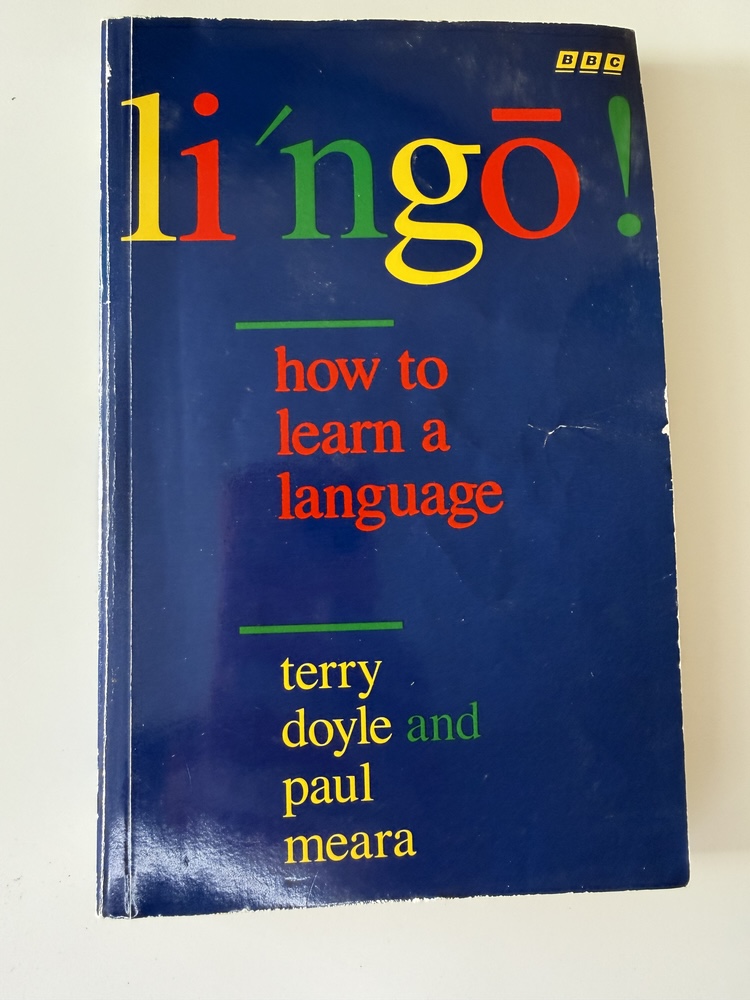 BBC
li´ngō!
how to
learn a
language
terry
doyle and
paul
meara